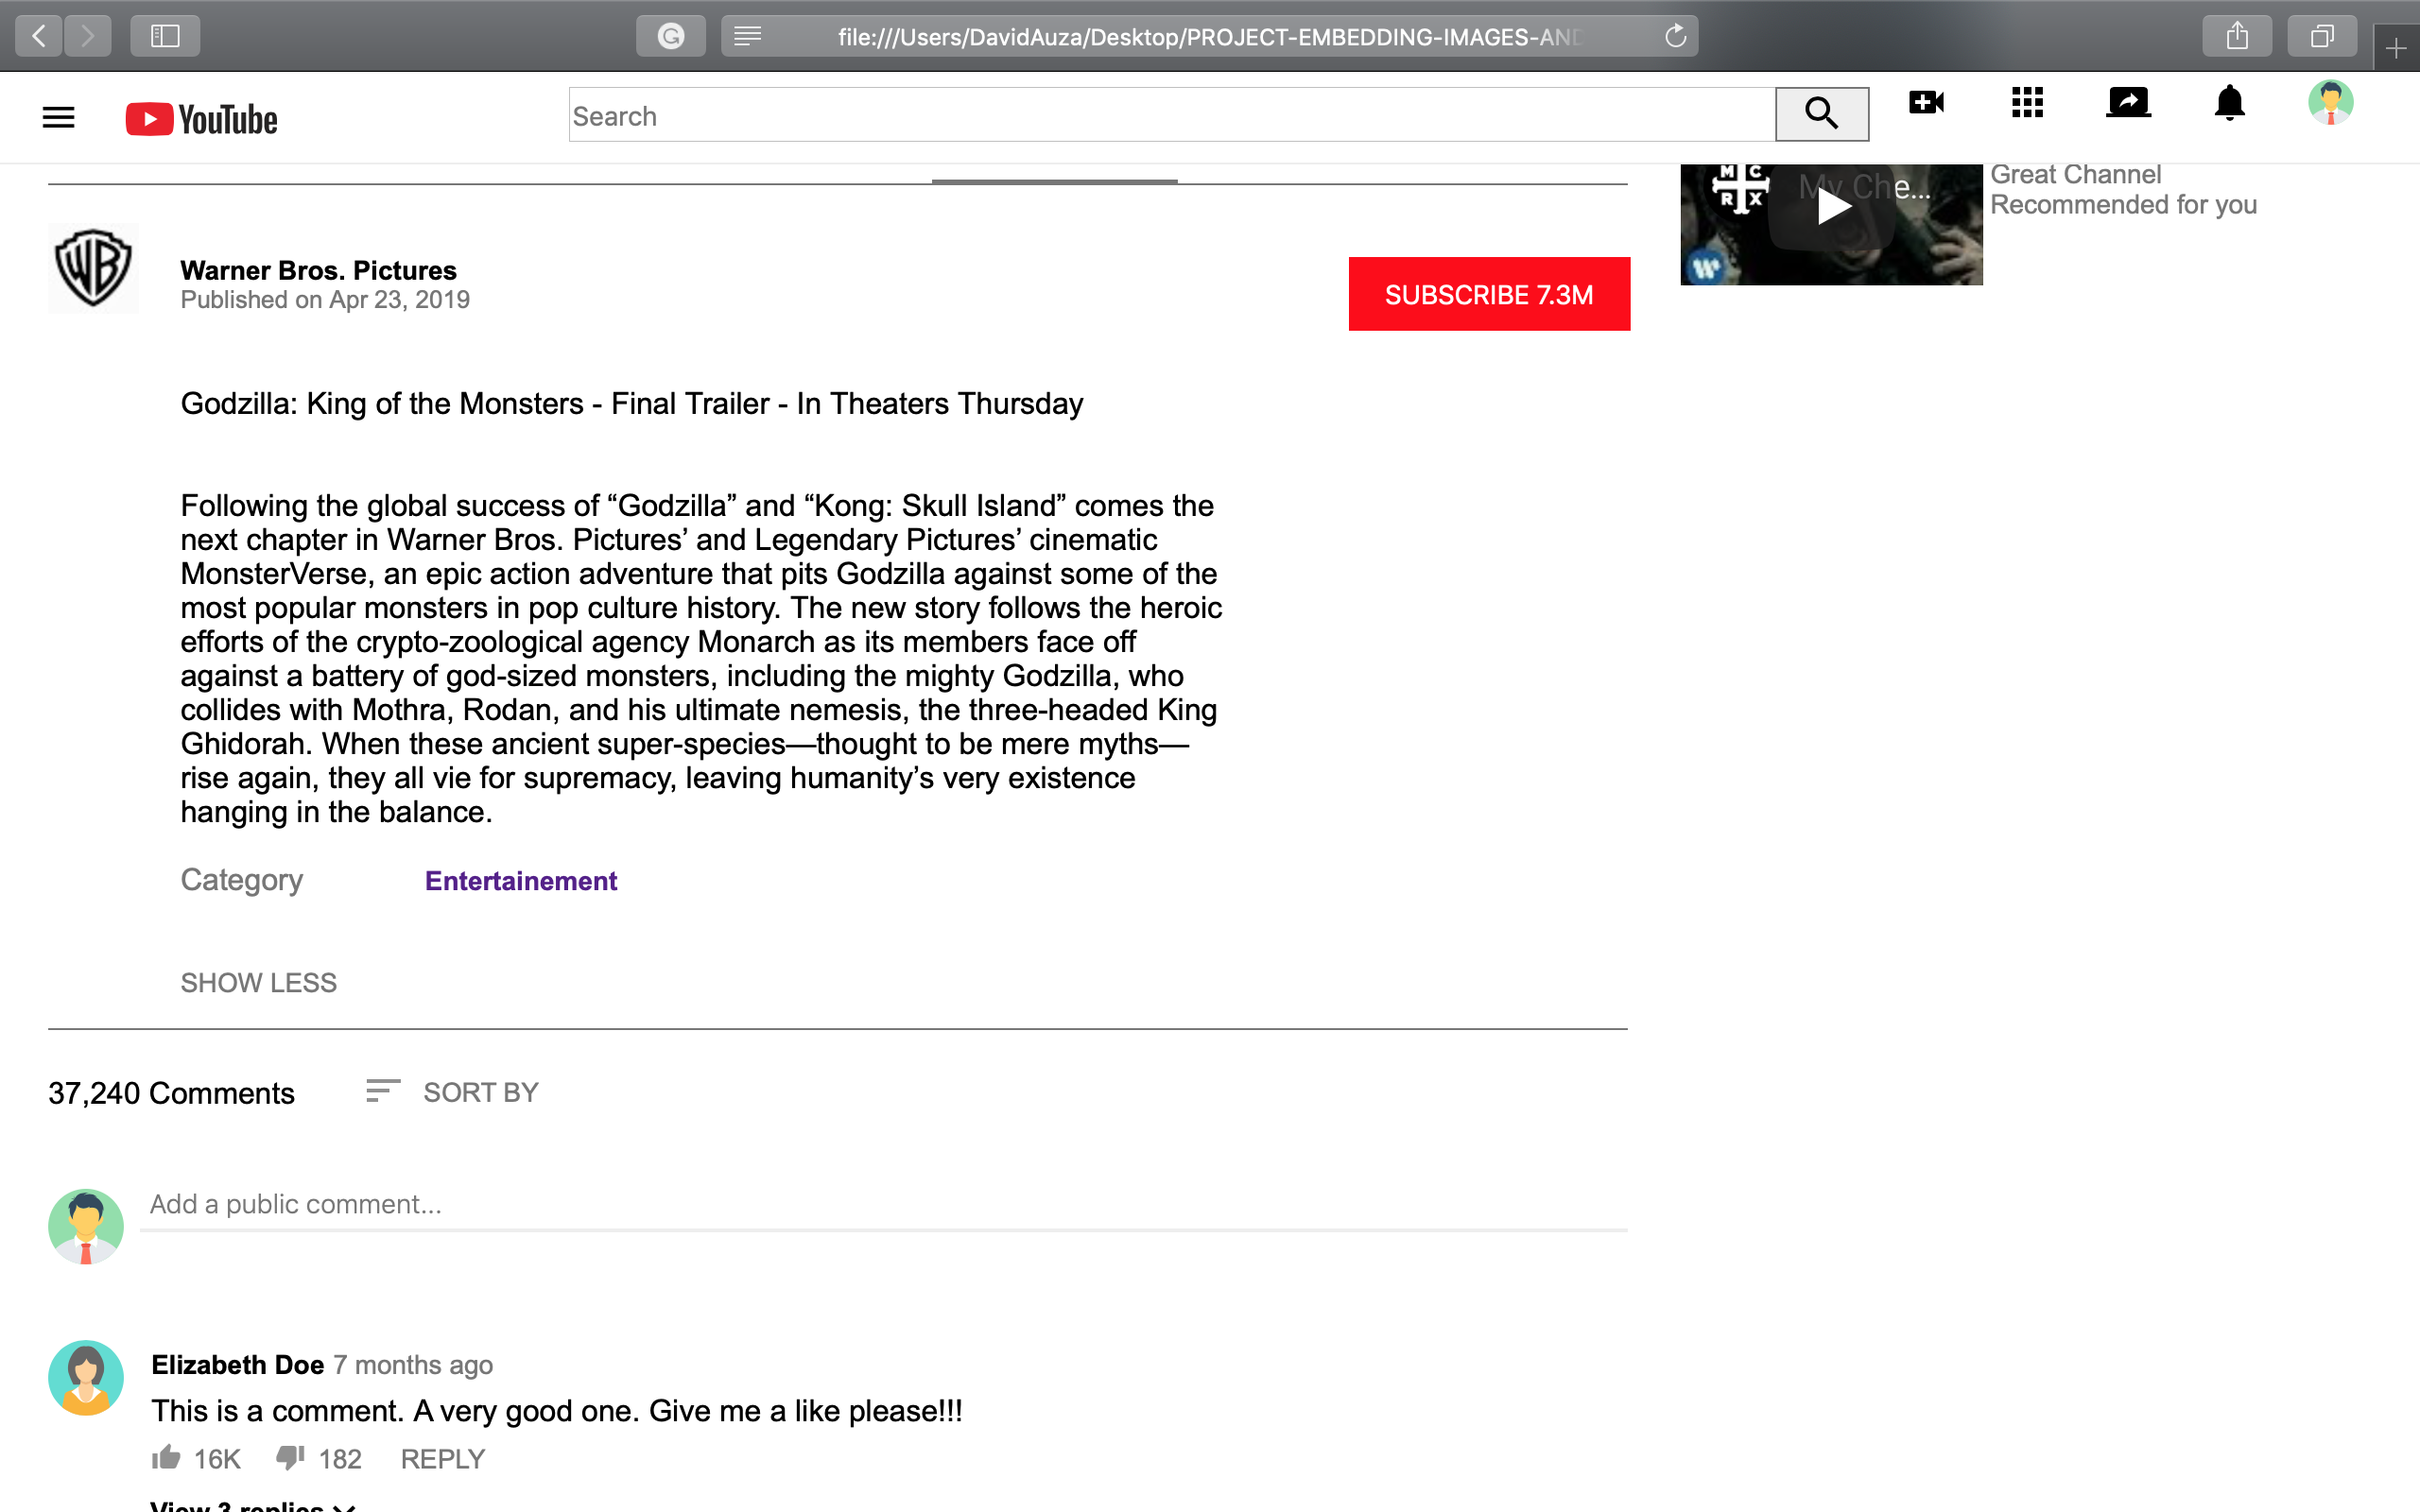 file:///Users/DavidAuza/Desktop/PROJECT-EMBEDDING-IMAGES-AND
YouTube
Search
MC
RX
My Che...
Great Channel
Recommended for you
WB
Warner Bros. Pictures
Published on Apr 23, 2019
SUBSCRIBE 7.3M
Godzilla: King of the Monsters - Final Trailer - In Theaters Thursday
Following the global success of “Godzilla” and “Kong: Skull Island” comes the
next chapter in Warner Bros. Pictures’ and Legendary Pictures’ cinematic
MonsterVerse, an epic action adventure that pits Godzilla against some of the
most popular monsters in pop culture history. The new story follows the heroic
efforts of the crypto-zoological agency Monarch as its members face off
against a battery of god-sized monsters, including the mighty Godzilla, who
collides with Mothra, Rodan, and his ultimate nemesis, the three-headed King
Ghidorah. When these ancient super-species—thought to be mere myths—
rise again, they all vie for supremacy, leaving humanity’s very existence
hanging in the balance.
Category Entertainement
SHOW LESS
37,240 Comments SORT BY
Add a public comment...
Elizabeth Doe 7 months ago
This is a comment. A very good one. Give me a like please!!!
16K 182 REPLY
View 3 replies